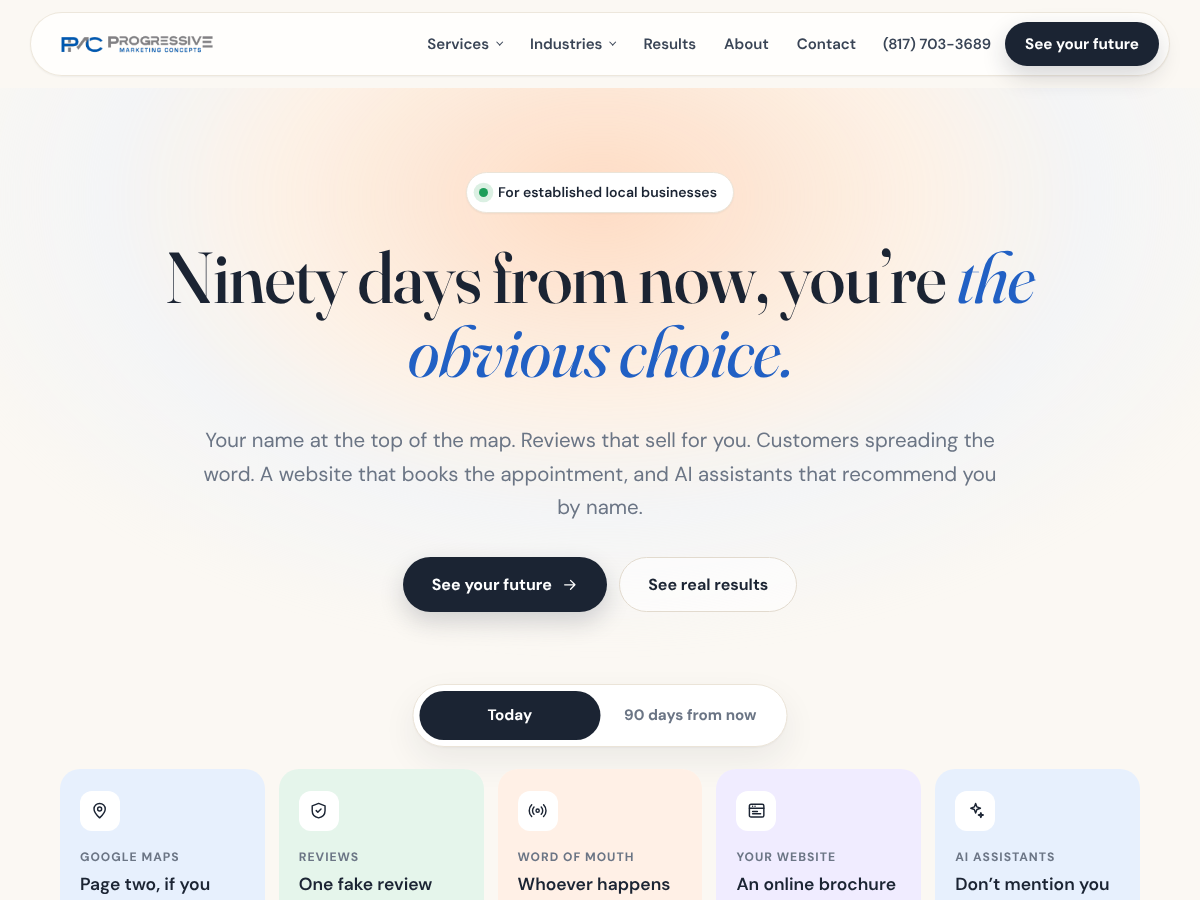 PMC PROGRESSIVE
MARKETING CONCEPTS
Services
Industries
Results
About
Contact
(817) 703-3689
See your future
For established local businesses
Ninety days from now, you’re the
obvious choice.
Your name at the top of the map. Reviews that sell for you. Customers spreading the
word. A website that books the appointment, and AI assistants that recommend you
by name.
See your future →
See real results
Today
90 days from now
GOOGLE MAPS
Page two, if you
REVIEWS
One fake review
WORD OF MOUTH
Whoever happens
YOUR WEBSITE
An online brochure
AI ASSISTANTS
Don’t mention you